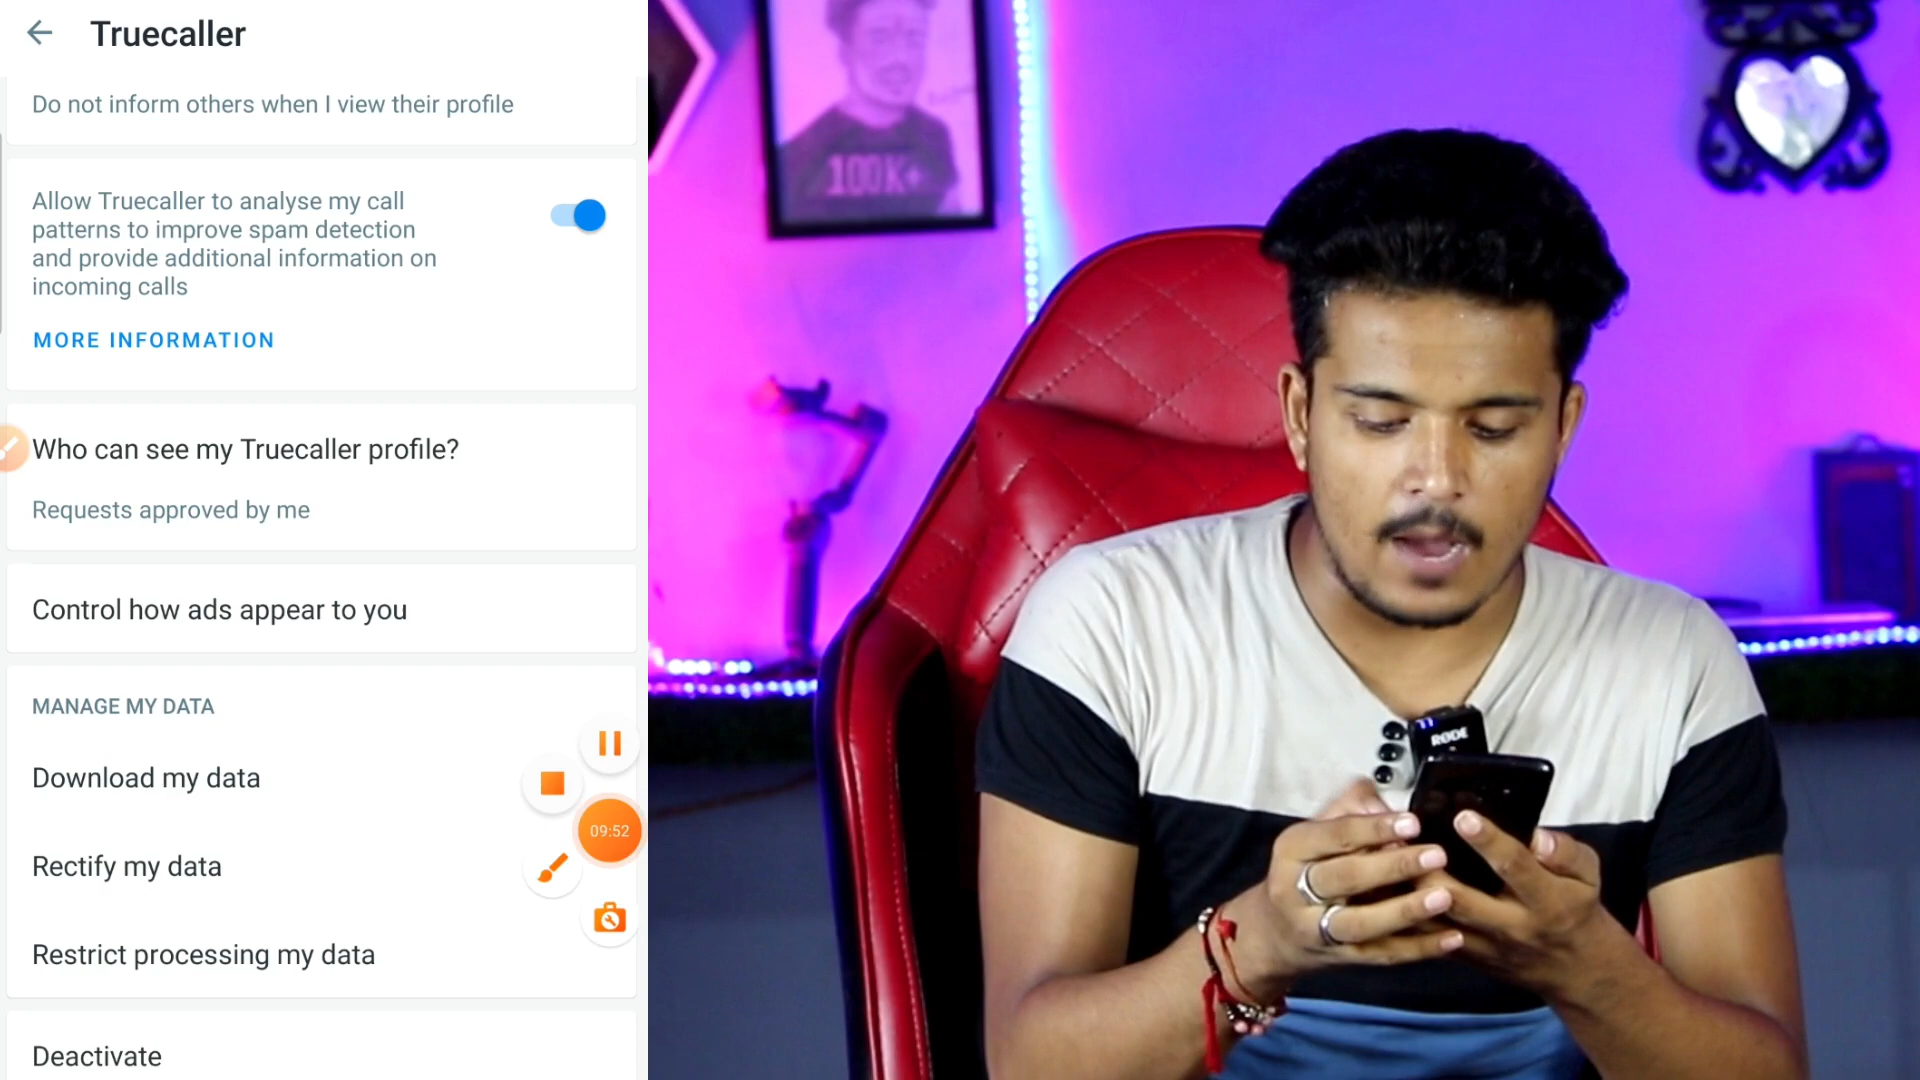 Truecaller
Do not inform others when I view their profile
Allow Truecaller to analyse my call
patterns to improve spam detection
and provide additional information on
incoming calls
MORE INFORMATION
Who can see my Truecaller profile?
Requests approved by me
Control how ads appear to you
MANAGE MY DATA
Download my data
09:52
Rectify my data
Restrict processing my data
Deactivate
100K+
RODE